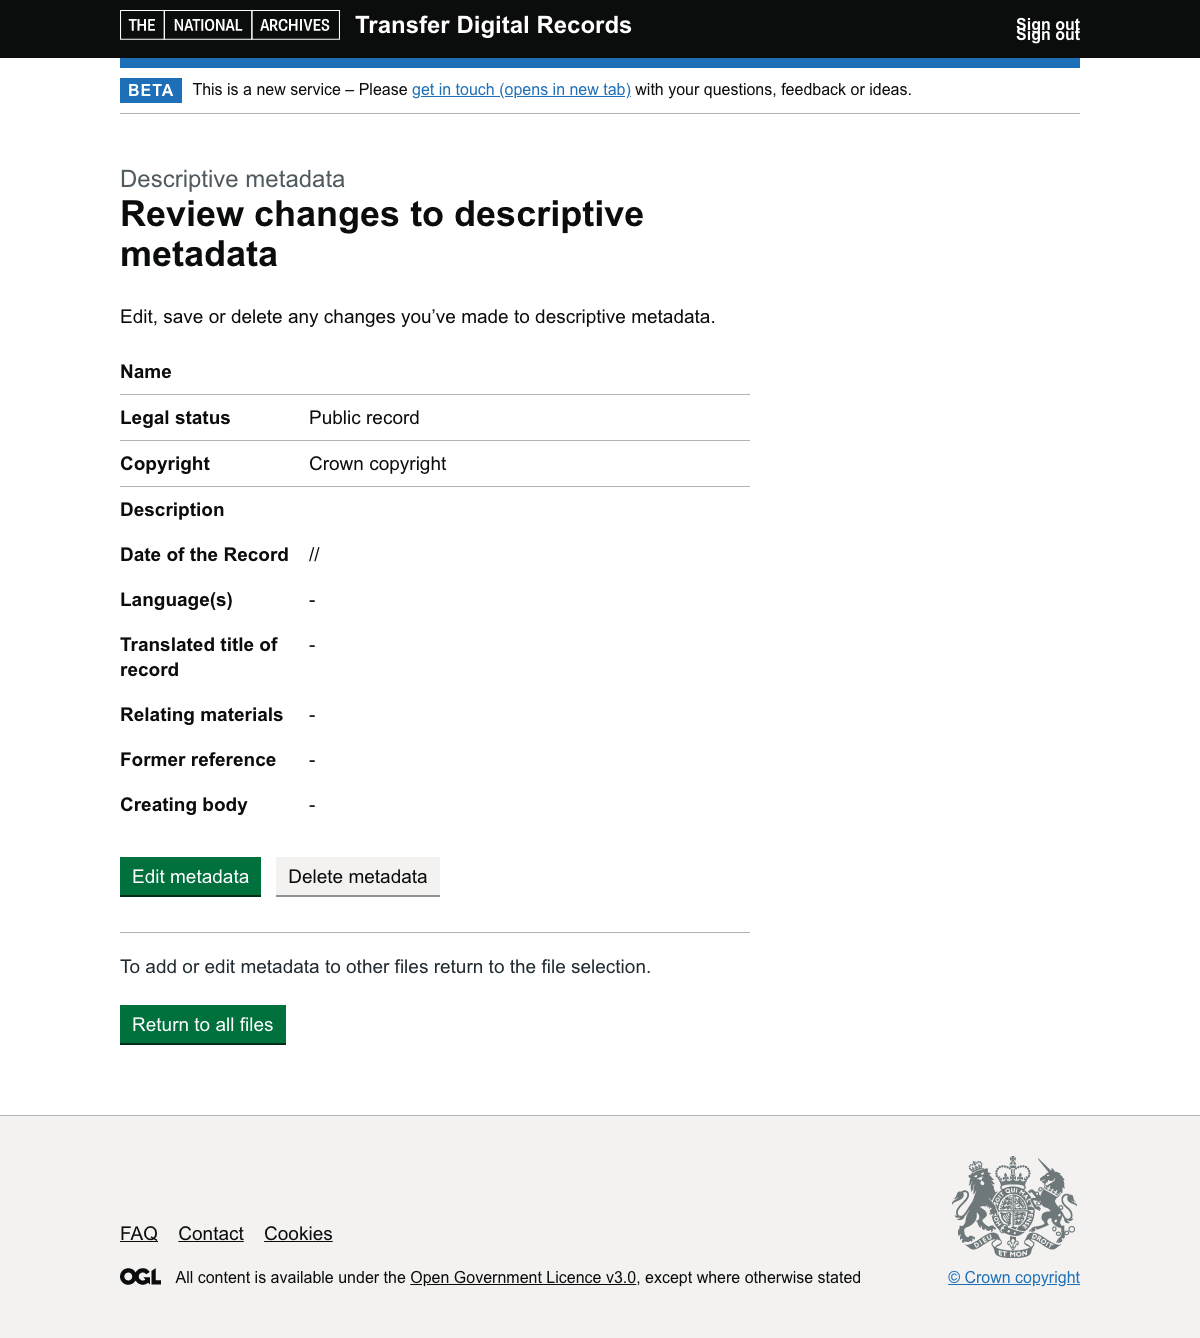 THE NATIONAL ARCHIVES Transfer Digital Records Sign out
Sign out
BETA This is a new service – Please get in touch (opens in new tab) with your questions, feedback or ideas.
Descriptive metadata
Review changes to descriptive
metadata
Edit, save or delete any changes you’ve made to descriptive metadata.
Name
Legal status Public record
Copyright Crown copyright
Description
Date of the Record //
Language(s) -
Translated title of -
record
Relating materials -
Former reference -
Creating body -
Edit metadata Delete metadata
To add or edit metadata to other files return to the file selection.
Return to all files
DIEU ET MON DROIT
FAQ Contact Cookies
OGL All content is available under the Open Government Licence v3.0, except where otherwise stated © Crown copyright